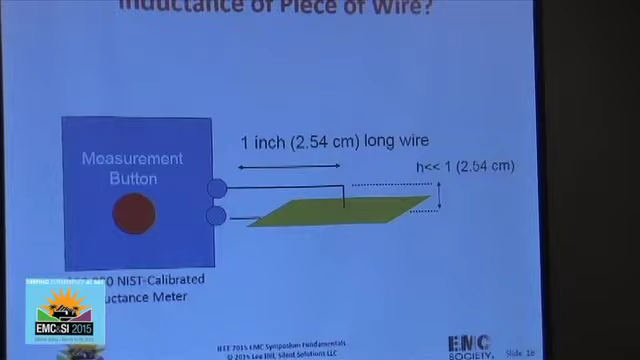 Inductance of Piece of Wire?
1 inch (2.54 cm) long wire
h<< 1 (2.54 cm)
Measurement
Button
NIST-Calibrated
Meter
EMC&SI 2015
IEEE 2015 EMC Symposium Fundamentals
© 2015 Lee Hill, Silent Solutions LLC
EMC
SOCIETY
Slide